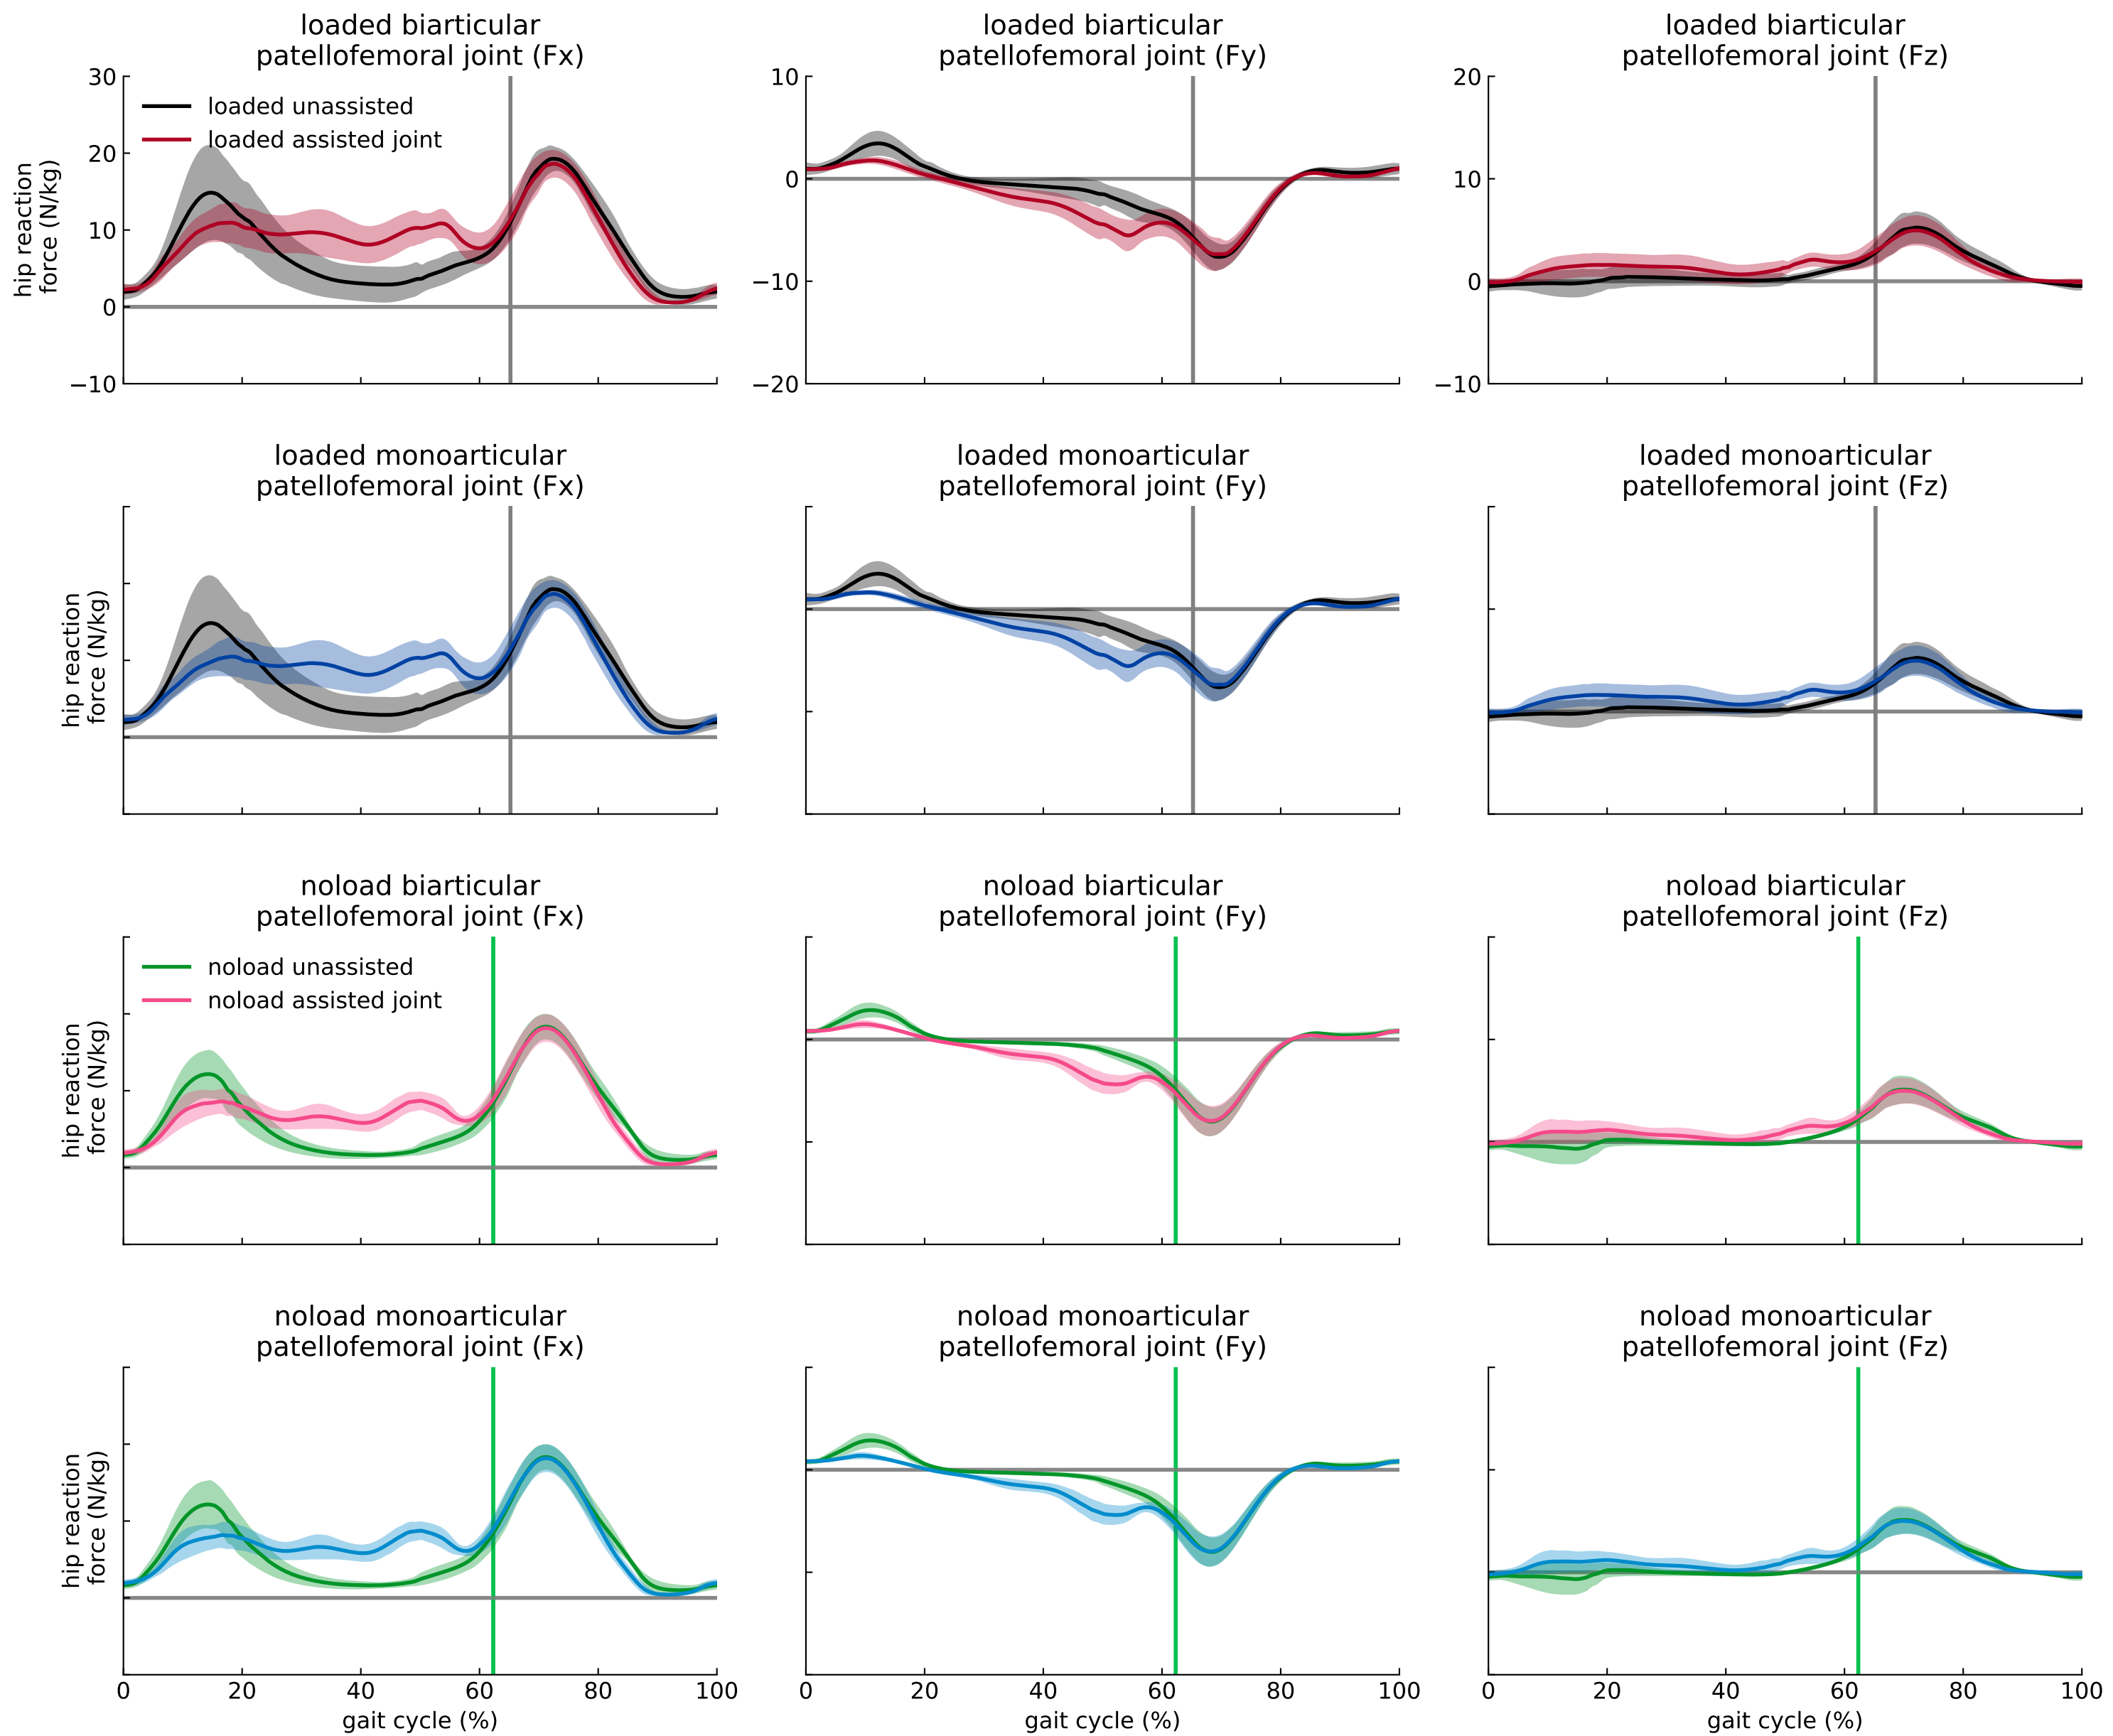 loaded biarticular
patellofemoral joint (Fx)
loaded biarticular
patellofemoral joint (Fy)
loaded biarticular
patellofemoral joint (Fz)
30
20
10
0
−10
10
0
−10
−20
20
10
0
−10
loaded unassisted
loaded assisted joint
hip reaction
force (N/kg)
loaded monoarticular
patellofemoral joint (Fx)
loaded monoarticular
patellofemoral joint (Fy)
loaded monoarticular
patellofemoral joint (Fz)
hip reaction
force (N/kg)
noload biarticular
patellofemoral joint (Fx)
noload biarticular
patellofemoral joint (Fy)
noload biarticular
patellofemoral joint (Fz)
noload unassisted
noload assisted joint
hip reaction
force (N/kg)
noload monoarticular
patellofemoral joint (Fx)
noload monoarticular
patellofemoral joint (Fy)
noload monoarticular
patellofemoral joint (Fz)
hip reaction
force (N/kg)
0 20 40 60 80 100
0 20 40 60 80 100
0 20 40 60 80 100
gait cycle (%)
gait cycle (%)
gait cycle (%)